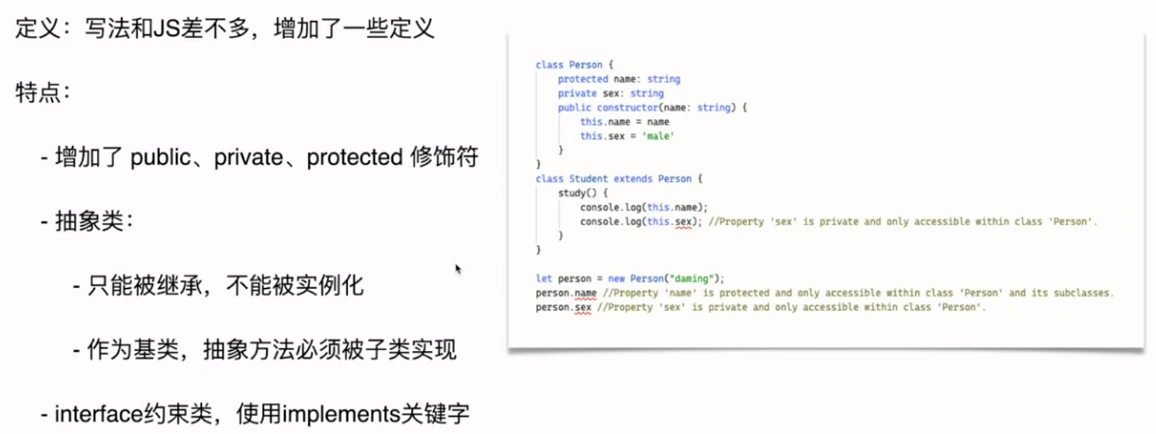 定义：写法和JS差不多，增加了一些定义
特点：
- 增加了 public、private、protected 修饰符
- 抽象类：
- 只能被继承，不能被实例化
- 作为基类，抽象方法必须被子类实现
- interface约束类，使用implements关键字
class Person {
protected name: string
private sex: string
public constructor(name: string) {
this.name = name
this.sex = 'male'
}
}
class Student extends Person {
study() {
console.log(this.name);
console.log(this.sex); //Property 'sex' is private and only accessible within class 'Person'.
}
}
let person = new Person("daming");
person.name //Property 'name' is protected and only accessible within class 'Person' and its subclasses.
person.sex //Property 'sex' is private and only accessible within class 'Person'.